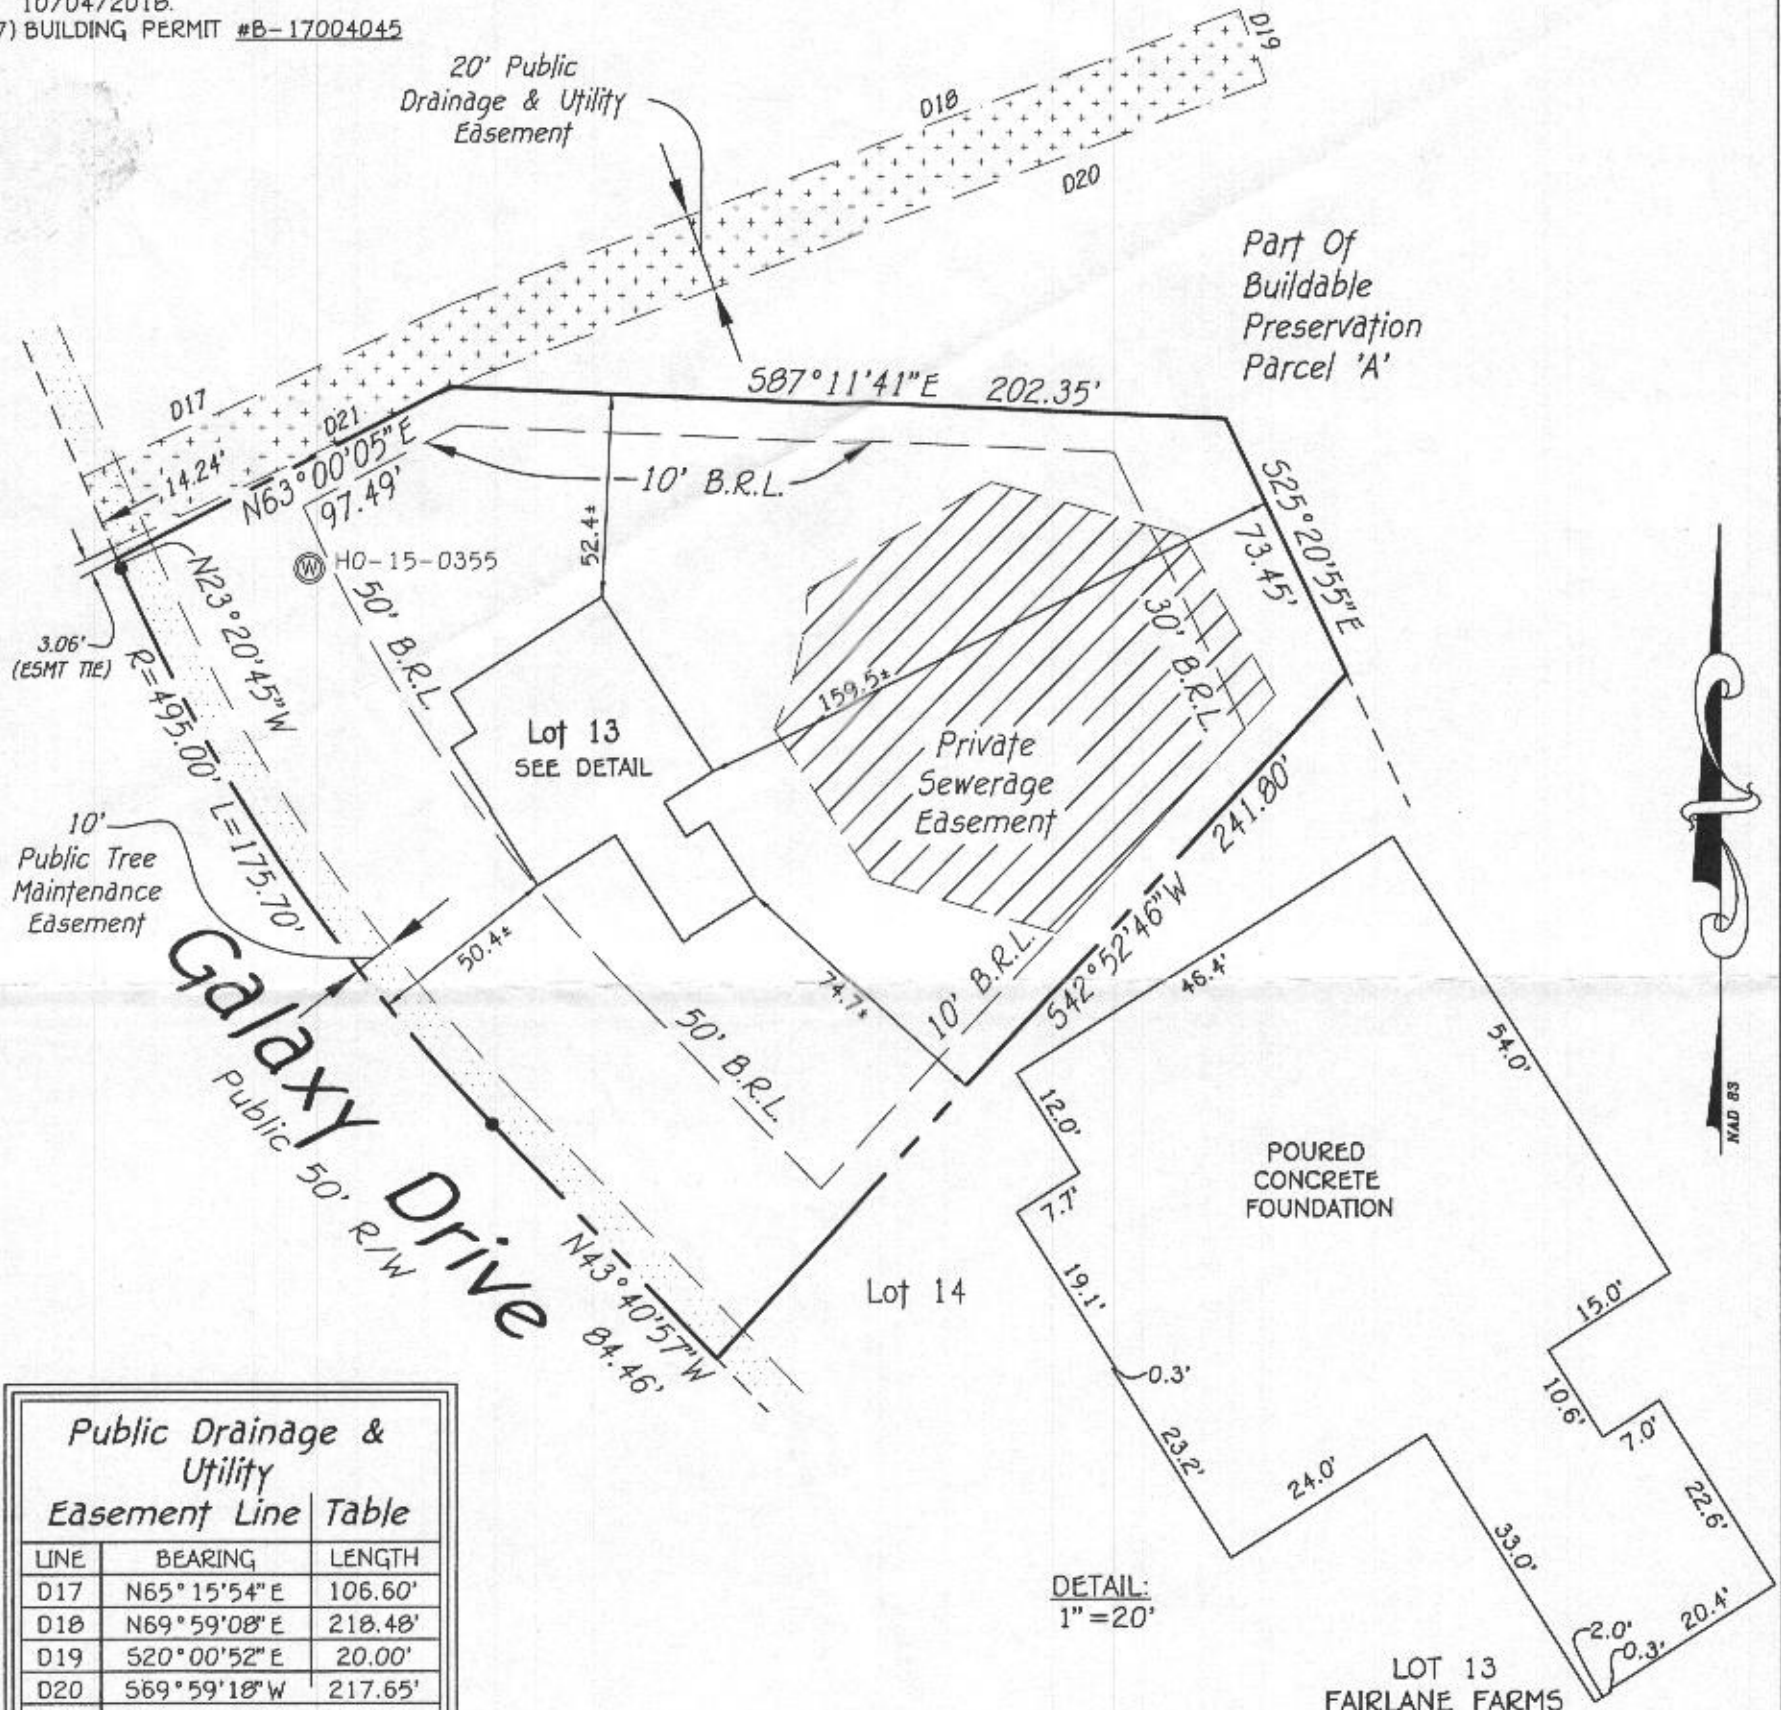 10/04/2018.
7) BUILDING PERMIT #B-17004045
20' Public
Drainage & Utility
Easement
D18
D19
D20
Part Of
Buildable
Preservation
Parcel 'A'
S87°11'41"E 202.35'
D17
D21
14.24'
N63°00'05"E
97.49'
10' B.R.L.
52.4±
W HO-15-0355
N23°20'45"W
3.06'
(ESMT TIE)
R=495.00' L=175.70'
50' B.R.L.
S25°20'55"E
73.45'
30' B.R.L.
159.5±
Lot 13
SEE DETAIL
Private
Sewerage
Easement
10'
Public Tree
Maintenance
Easement
S42°52'46"W 241.80'
10' B.R.L.
50.4±
74.7±
50' B.R.L.
Galaxy Drive
Public 50' R/W
N43°40'57"W
84.46'
Lot 14
NAD 83
46.4'
54.0'
12.0'
7.7'
19.1'
0.3'
23.2'
24.0'
33.0'
2.0'
0.3'
20.4'
22.6'
7.0'
10.6'
15.0'
POURED
CONCRETE
FOUNDATION
DETAIL:
1"=20'
LOT 13
FAIRLANE FARMS
Public Drainage &
Utility
Easement Line Table
LINE BEARING LENGTH
D17 N65°15'54"E 106.60'
D18 N69°59'08"E 218.48'
D19 S20°00'52"E 20.00'
D20 S69°59'18"W 217.65'